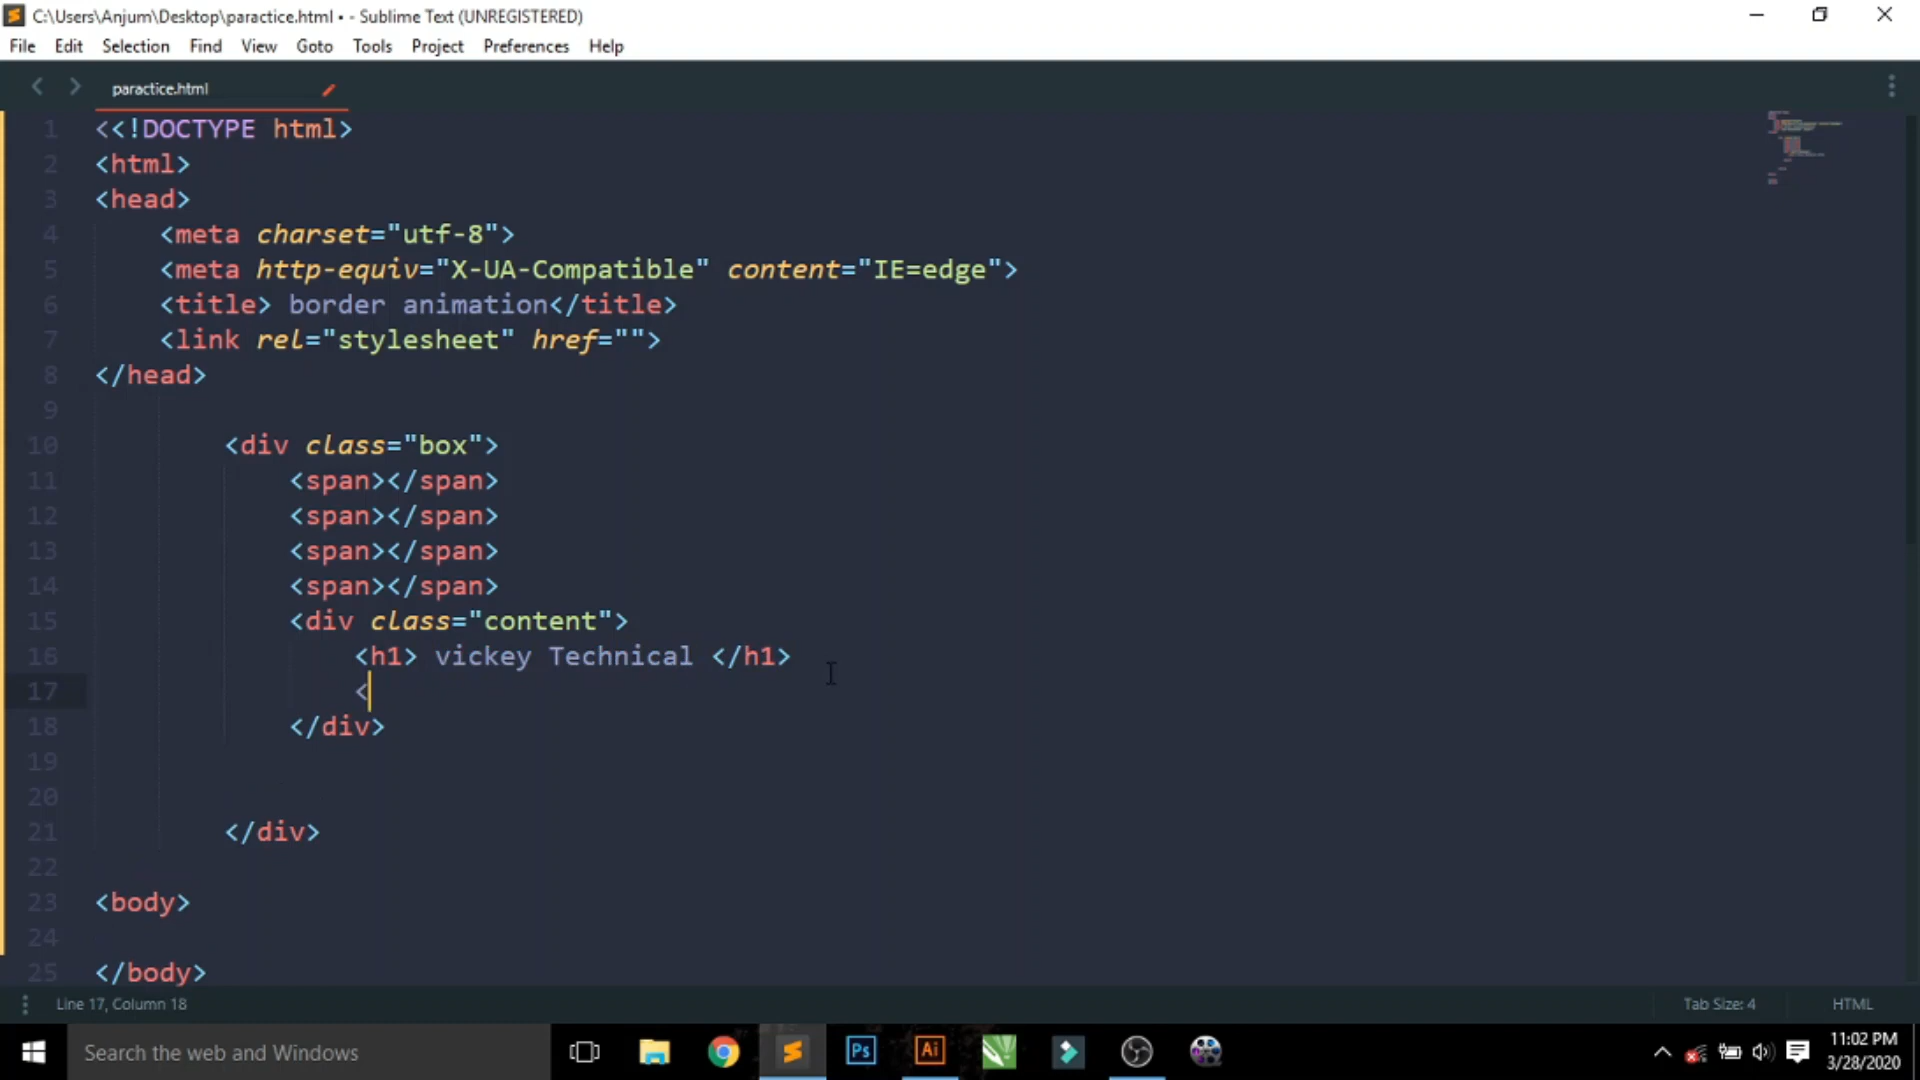 C:\Users\Anjum\Desktop\paractice.html • - Sublime Text (UNREGISTERED)
File Edit Selection Find View Goto Tools Project Preferences Help
paractice.html
1 <<!DOCTYPE html>
2 <html>
3 <head>
4 <meta charset="utf-8">
5 <meta http-equiv="X-UA-Compatible" content="IE=edge">
6 <title> border animation</title>
7 <link rel="stylesheet" href="">
8 </head>
9
10 <div class="box">
11 <span></span>
12 <span></span>
13 <span></span>
14 <span></span>
15 <div class="content">
16 <h1> vickey Technical </h1>
17 <
18 </div>
19
20
21 </div>
22
23 <body>
24
25 </body>
Line 17, Column 18 Tab Size: 4 HTML
Search the web and Windows
Ps
Ai
11:02 PM
3/28/2020